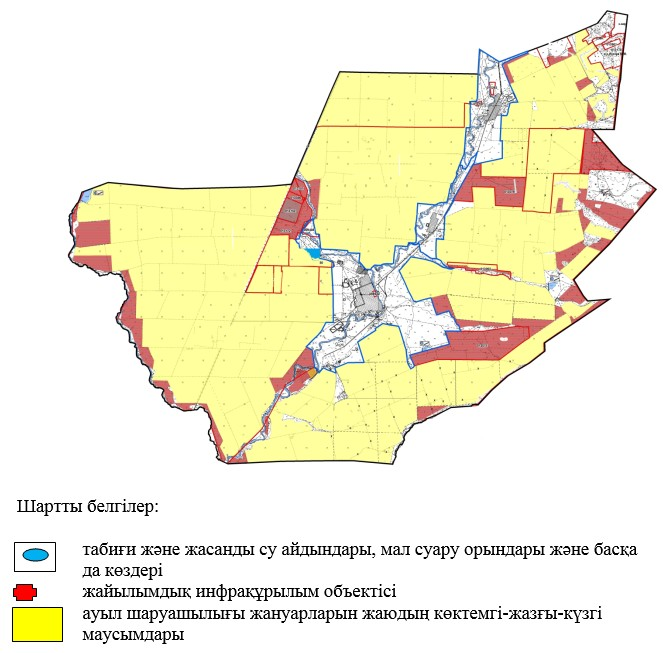 Шартты белгілер:
табиғи және жасанды су айдындары, мал суару орындары және басқа
да көздері
жайылымдық инфрақұрылым объектісі
ауыл шаруашылығы жануарларын жаюдың көктемгі-жазғы-күзгі
маусымдары